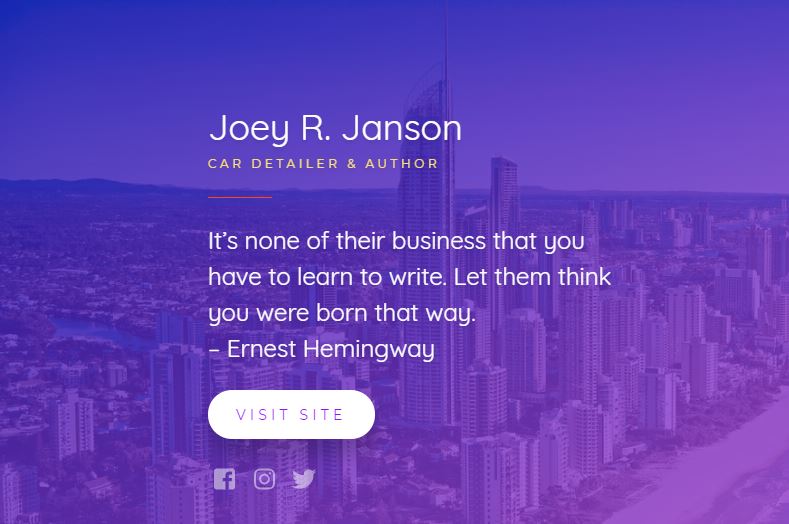 Joey R. Janson
CAR DETAILER & AUTHOR
It’s none of their business that you
have to learn to write. Let them think
you were born that way.
– Ernest Hemingway
VISIT SITE